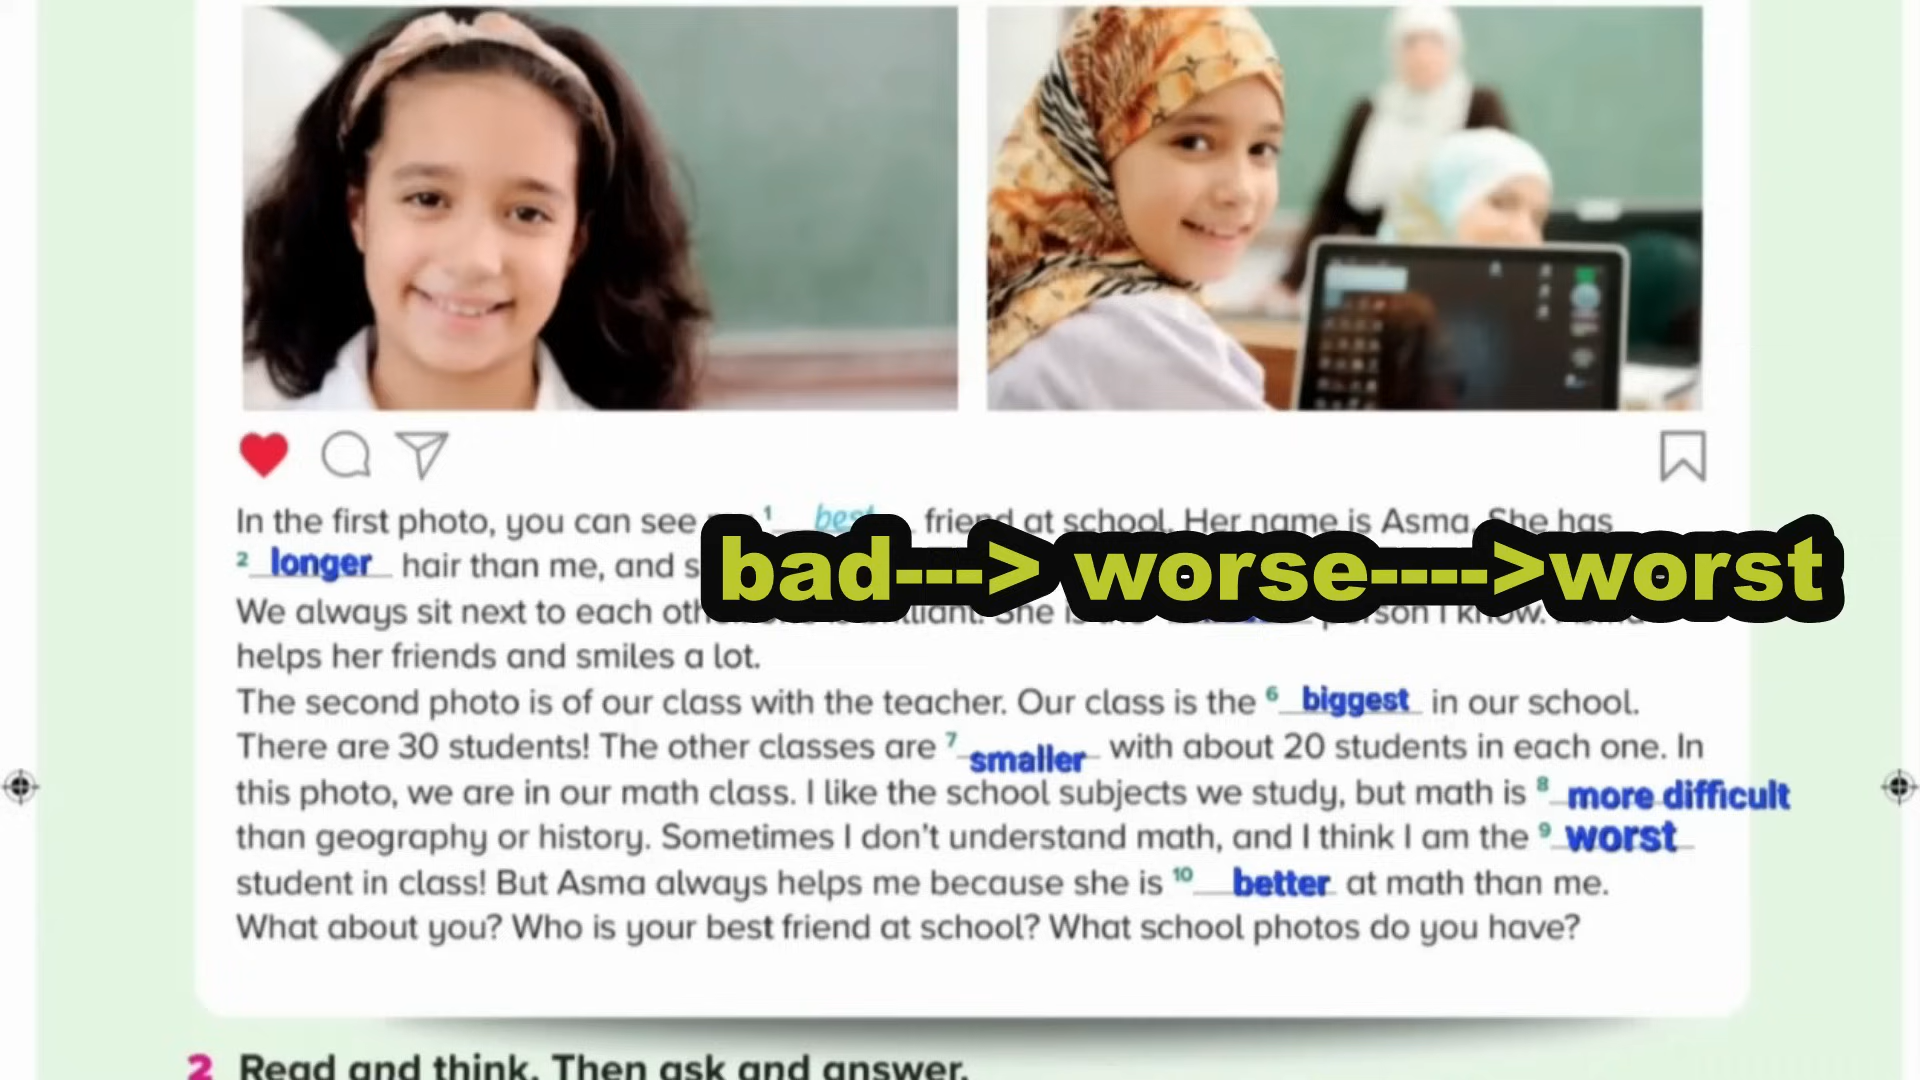 In the first photo, you can see 1 best friend at school. Her name is Asma. She has
2 longer hair than me, and s
bad---> worse---->worst
We always sit next to each oth She is the person I know.
helps her friends and smiles a lot.
The second photo is of our class with the teacher. Our class is the 6 biggest in our school.
There are 30 students! The other classes are 7 smaller with about 20 students in each one. In
this photo, we are in our math class. I like the school subjects we study, but math is 8 more difficult
than geography or history. Sometimes I don't understand math, and I think I am the 9 worst
student in class! But Asma always helps me because she is 10 better at math than me.
What about you? Who is your best friend at school? What school photos do you have?
2 Read and think. Then ask and answer.